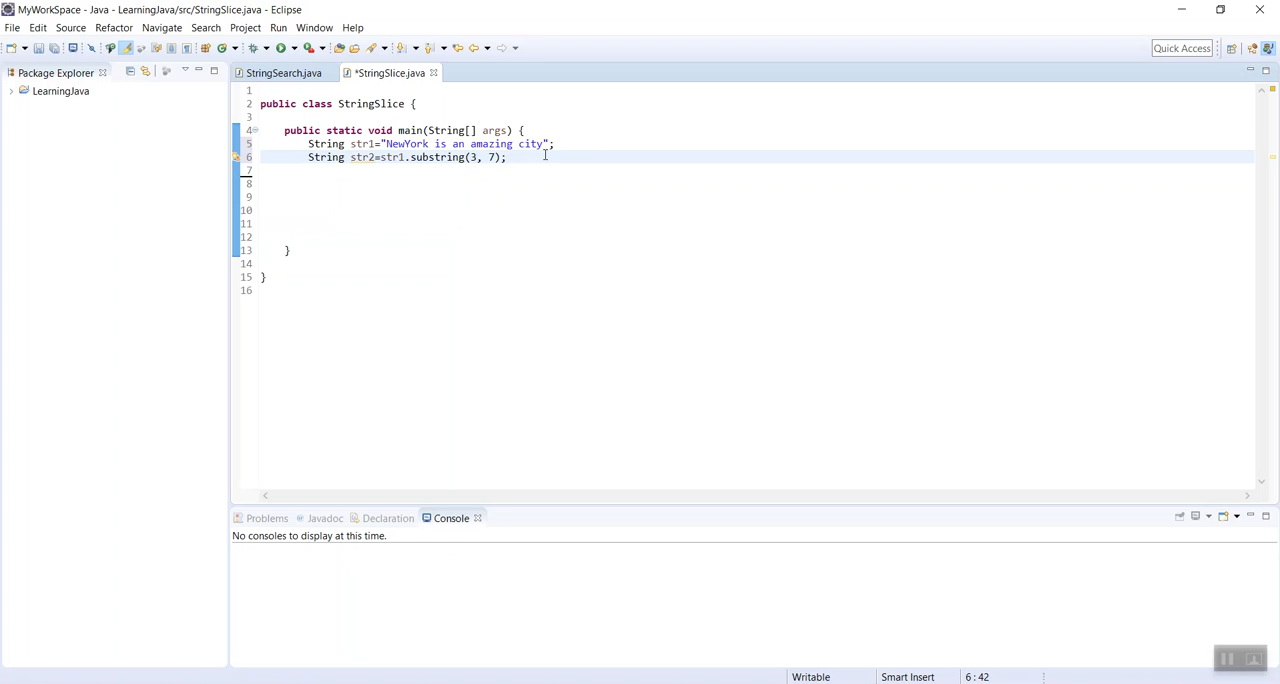 MyWorkSpace - Java - LearningJava/src/StringSlice.java - Eclipse
File Edit Source Refactor Navigate Search Project Run Window Help
Quick Access
Package Explorer
StringSearch.java
*StringSlice.java
LearningJava
1
2 public class StringSlice {
3
4 public static void main(String[] args) {
5 String str1="NewYork is an amazing city";
6 String str2=str1.substring(3, 7);
7
8
9
10
11
12
13 }
14
15 }
16
Problems Javadoc Declaration Console
No consoles to display at this time.
Writable Smart Insert 6 : 42